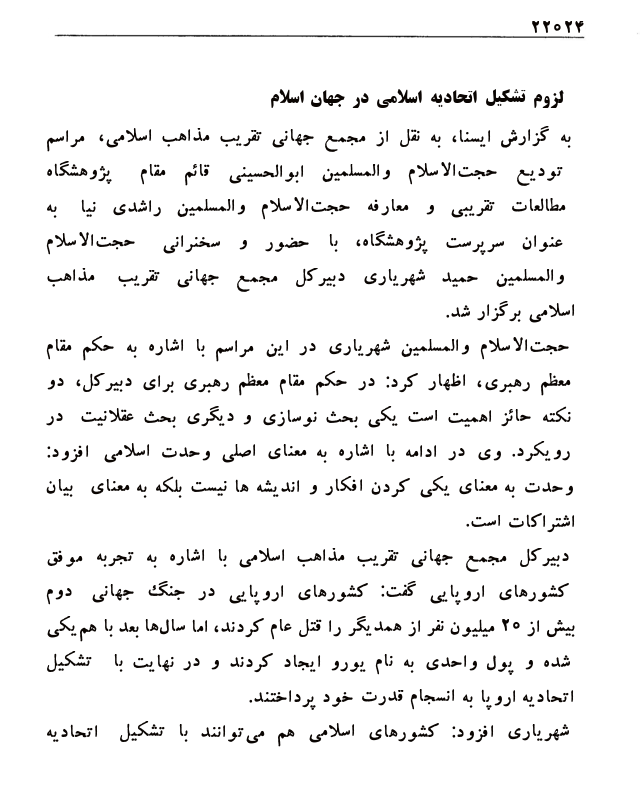 ۲۲۰۲۴
لزوم تشکیل اتحادیه اسلامی در جهان اسلام
به گزارش ایسنا، به نقل از مجمع جهانی تقریب مذاهب اسلامی، مراسم
تودیع حجت‌الاسلام والمسلمین ابوالحسینی قائم مقام پژوهشگاه
مطالعات تقریبی و معارفه حجت‌الاسلام والمسلمین راشدی نیا به
عنوان سرپرست پژوهشگاه، با حضور و سخنرانی حجت‌الاسلام
والمسلمین حمید شهریاری دبیرکل مجمع جهانی تقریب مذاهب
اسلامی برگزار شد.
حجت‌الاسلام والمسلمین شهریاری در این مراسم با اشاره به حکم مقام
معظم رهبری، اظهار کرد: در حکم مقام معظم رهبری برای دبیرکل، دو
نکته حائز اهمیت است یکی بحث نوسازی و دیگری بحث عقلانیت در
رویکرد. وی در ادامه با اشاره به معنای اصلی وحدت اسلامی افزود:
وحدت به معنای یکی کردن افکار و اندیشه ها نیست بلکه به معنای بیان
اشتراکات است.
دبیرکل مجمع جهانی تقریب مذاهب اسلامی با اشاره به تجربه موفق
کشورهای اروپایی گفت: کشورهای اروپایی در جنگ جهانی دوم
بیش از ۲۰ میلیون نفر از همدیگر را قتل عام کردند، اما سال‌ها بعد با هم‌یکی
شده و پول واحدی به نام یورو ایجاد کردند و در نهایت با تشکیل
اتحادیه اروپا به انسجام قدرت خود پرداختند.
شهریاری افزود: کشورهای اسلامی هم می‌توانند با تشکیل اتحادیه